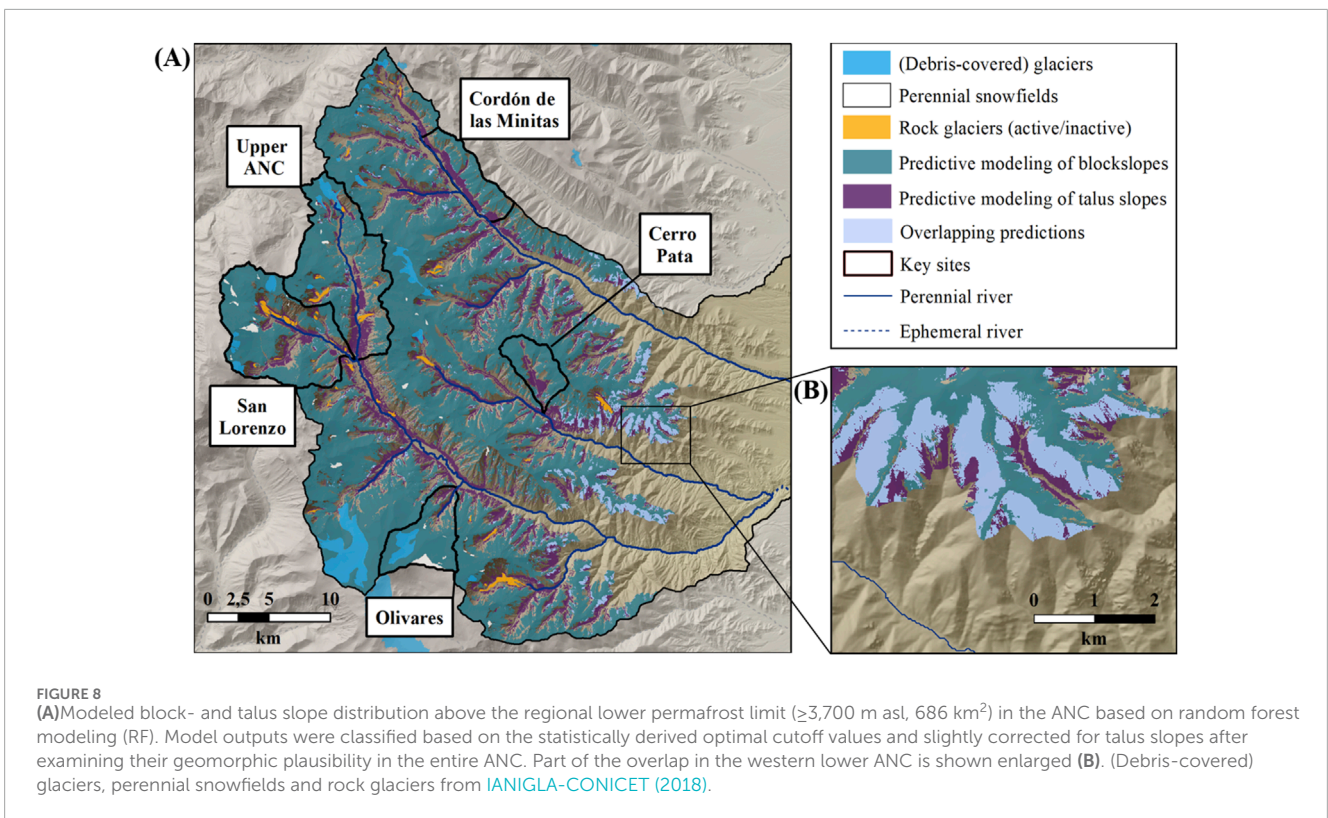 (A)
Cordón de
las Minitas
Upper
ANC
Cerro
Pata
San
Lorenzo
Olivares
0 2,5 5 10
km
(Debris-covered) glaciers
Perennial snowfields
Rock glaciers (active/inactive)
Predictive modeling of blockslopes
Predictive modeling of talus slopes
Overlapping predictions
Key sites
Perennial river
Ephemeral river
(B)
0 1 2
km
FIGURE 8
(A)Modeled block- and talus slope distribution above the regional lower permafrost limit (≥3,700 m asl, 686 km²) in the ANC based on random forest
modeling (RF). Model outputs were classified based on the statistically derived optimal cutoff values and slightly corrected for talus slopes after
examining their geomorphic plausibility in the entire ANC. Part of the overlap in the western lower ANC is shown enlarged (B). (Debris-covered)
glaciers, perennial snowfields and rock glaciers from IANIGLA-CONICET (2018).